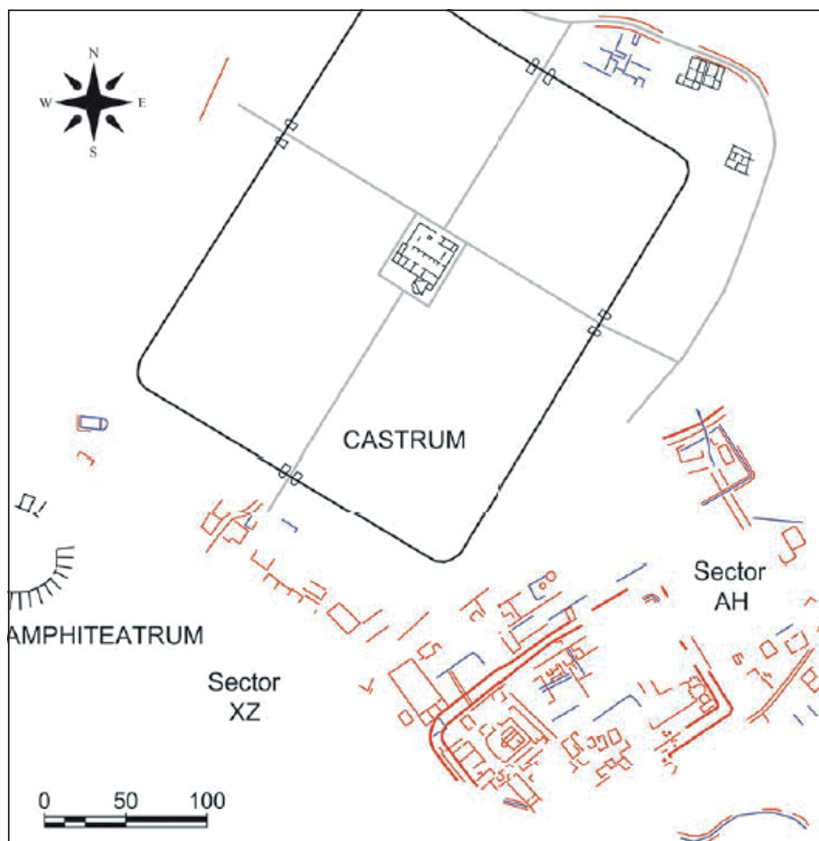 N
W E
S
CASTRUM
Sector
AH
AMPHITEATRUM
Sector
XZ
0 50 100